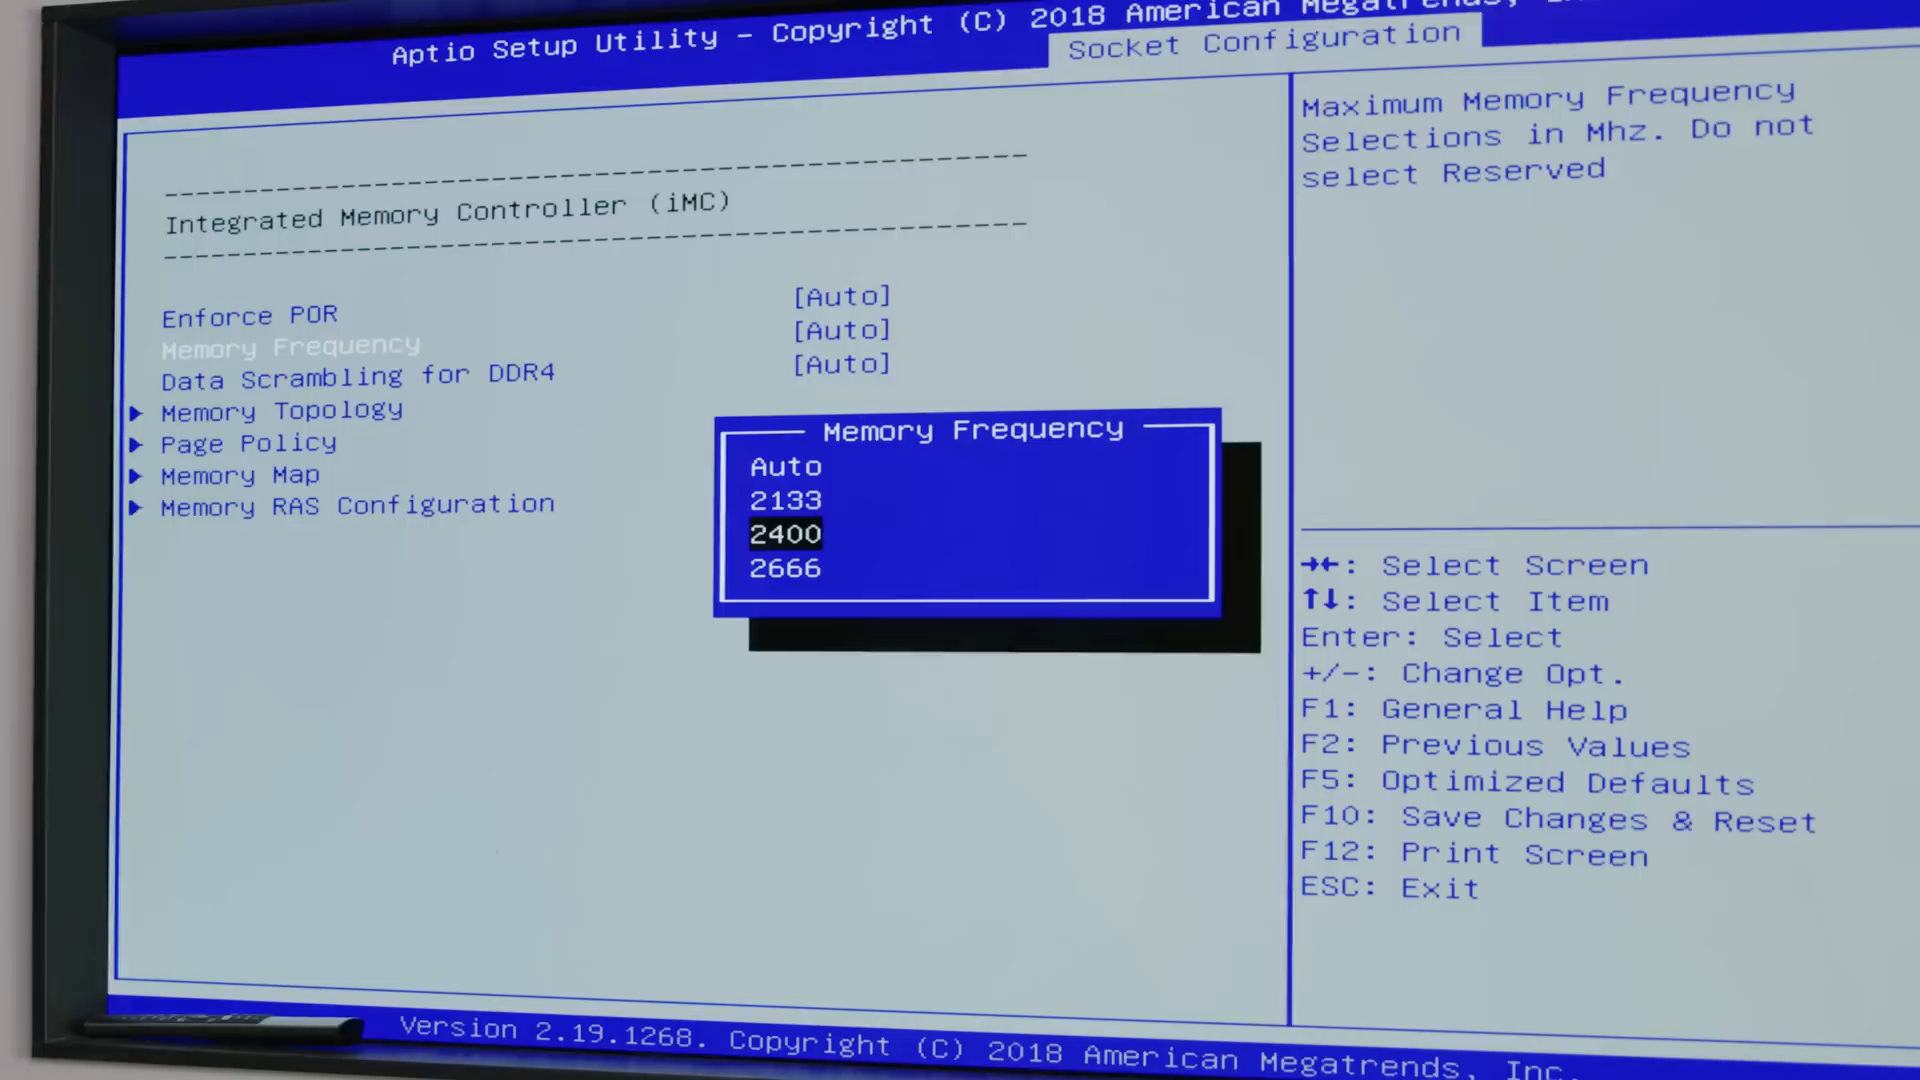 Aptio Setup Utility - Copyright (C) 2018 American Megatrends,
Socket Configuration
Integrated Memory Controller (iMC)
Enforce POR [Auto]
Memory Frequency [Auto]
Data Scrambling for DDR4 [Auto]
Memory Topology
Page Policy
Memory Map
Memory RAS Configuration
Memory Frequency
Auto
2133
2400
2666
Maximum Memory Frequency
Selections in Mhz. Do not
select Reserved
→←: Select Screen
↑↓: Select Item
Enter: Select
+/-: Change Opt.
F1: General Help
F2: Previous Values
F5: Optimized Defaults
F10: Save Changes & Reset
F12: Print Screen
ESC: Exit
Version 2.19.1268. Copyright (C) 2018 American Megatrends, Inc.